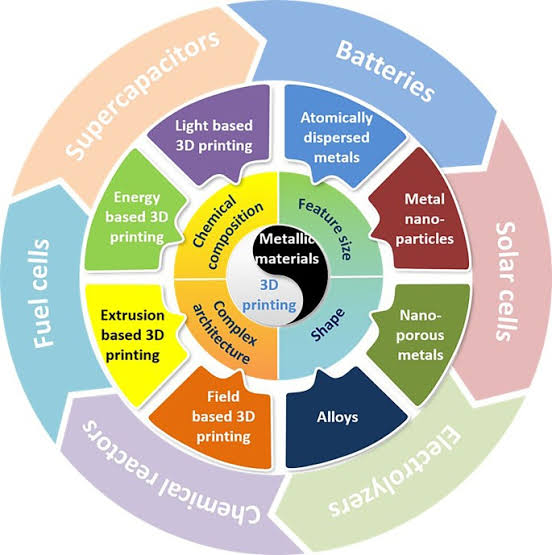 Supercapacitors
Batteries
Solar cells
Electrolyzers
Chemical reactors
Fuel cells
Light based
3D printing
Atomically
dispersed
metals
Metal
nano-
particles
Nano-
porous
metals
Alloys
Field
based 3D
printing
Extrusion
based 3D
printing
Energy
based 3D
printing
Chemical
composition
Feature size
Shape
Complex
architecture
Metallic
materials
3D
printing